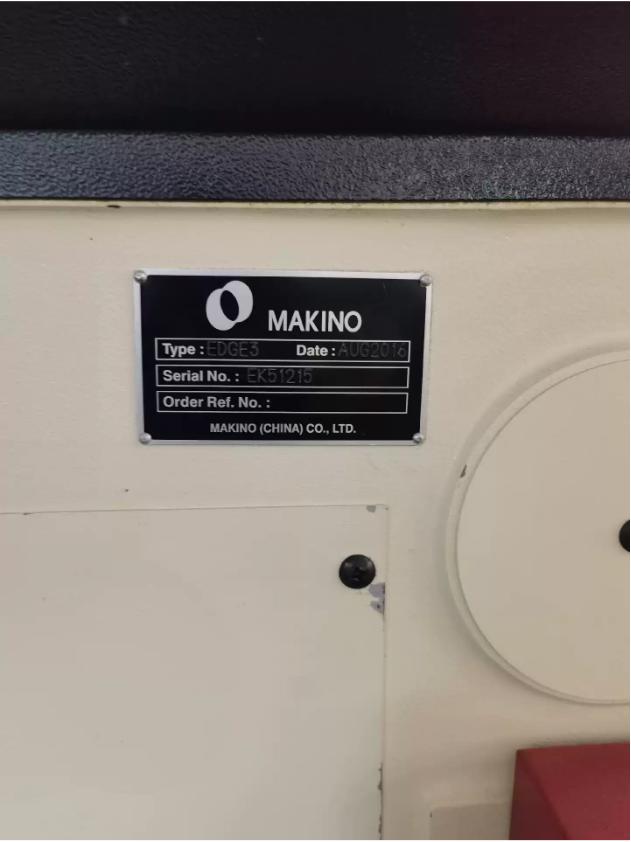 MAKINO
Type : EDGE3 Date : AUG2016
Serial No. : EK51215
Order Ref. No. :
MAKINO (CHINA) CO., LTD.